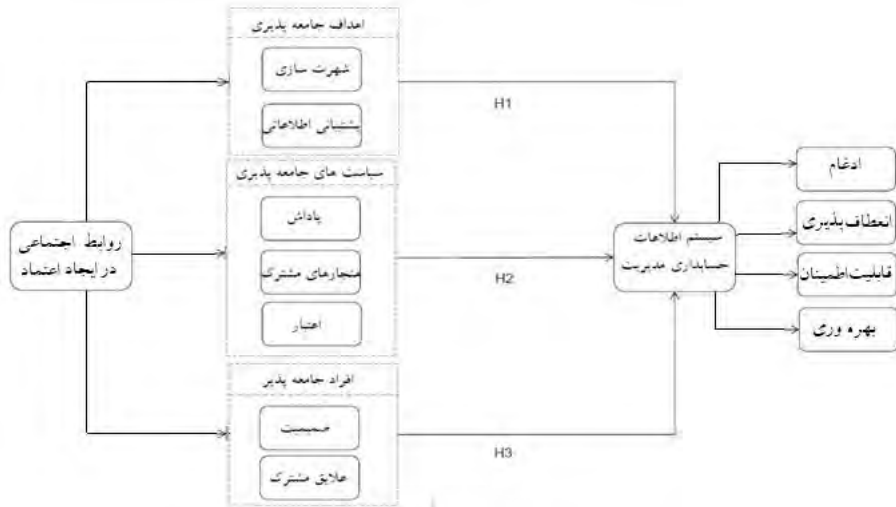 اهداف جامعه پذیری
شهرت سازی
پشتیبانی اطلاعاتی
سیاست های جامعه پذیری
پاداش
هنجارهای مشترک
اعتبار
افراد جامعه پذیر
صمیمیت
علایق مشترک
روابط اجتماعی
در ایجاد اعتماد
H1
H2
H3
سیستم اطلاعات
حسابداری مدیریت
ادغام
انعطاف پذیری
قابلیت اطمینان
بهره وری